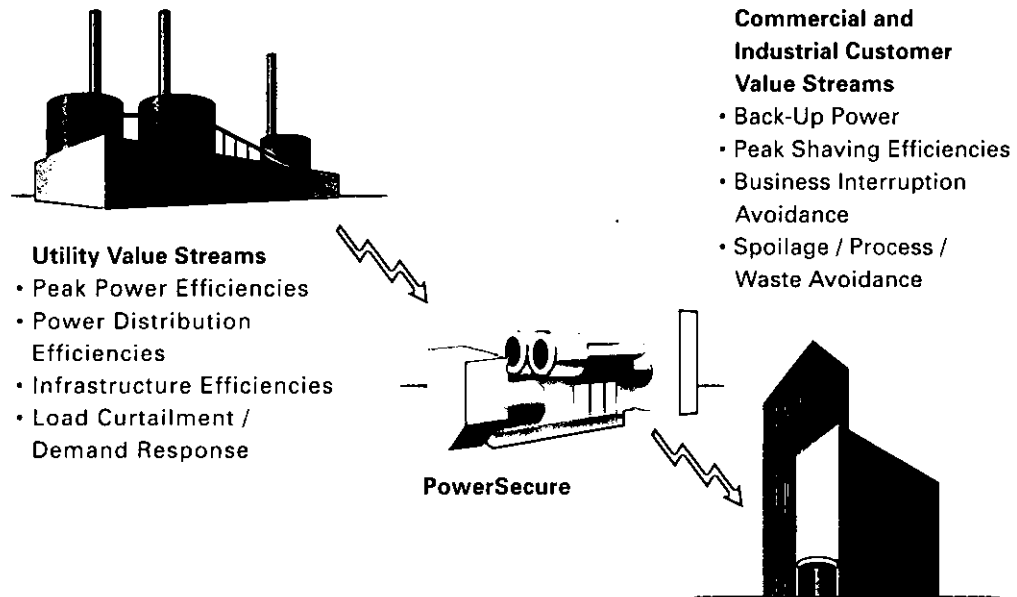 Commercial and
Industrial Customer
Value Streams
• Back-Up Power
• Peak Shaving Efficiencies
• Business Interruption
Avoidance
• Spoilage / Process /
Waste Avoidance
Utility Value Streams
• Peak Power Efficiencies
• Power Distribution
Efficiencies
• Infrastructure Efficiencies
• Load Curtailment /
Demand Response
PowerSecure